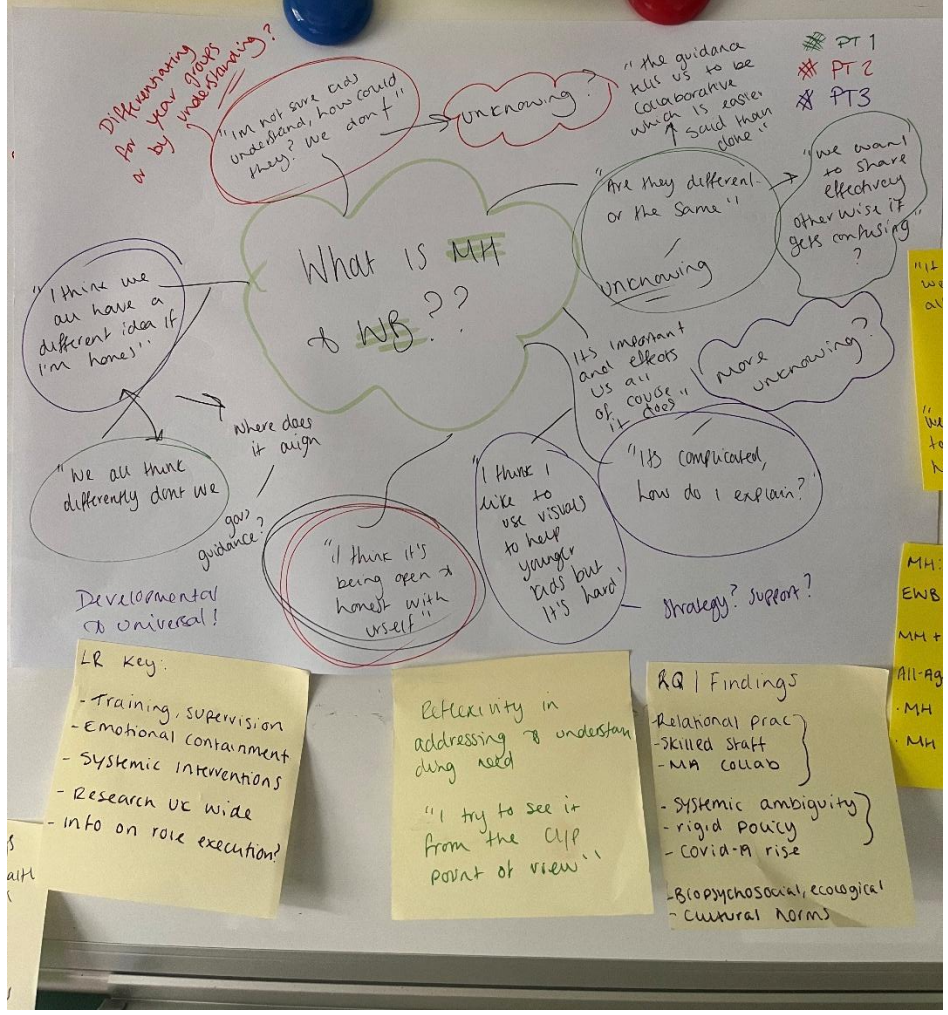 Differentiating
for year groups
or by understanding?
"I'm not sure kids
understand, how could
they? We don't"
unknowing?
"the guidance
tells us to be
collaborative
which is easier
said than
done"
PT 1
PT 2
PT3
What is MH
& WB??
"Are they different
or the same"
unknowing
"we want
to share
effectively
otherwise it
gets confusing"
?
"I think we
all have a
different idea if
I'm honest"
"We all think
differently dont we
where does
it align
gov
guidance?
Its important
and effects
us all
of course
it does"
more
unknowing?
"Its complicated,
how do I explain?"
"I think I
like to
use visuals
to help
younger
kids but
it's hard"
Strategy? Support?
"I think it's
being open &
honest with
urself"
Developmental
& universal!
LR Key:
- Training, supervision
- Emotional containment
- Systemic interventions
- Research UK wide
- Info on role execution?
Reflexivity in
addressing & understan
ding need
"I try to see it
from the
point of view"
RQ1 Findings
- Relational prac
- Skilled staff
- MA collab
- Systemic ambiguity
- rigid policy
- Covid-19 rise
- Biopsychosocial, ecological
- Cultural norms
MH:
EWB
MH +
All-Ag
- MH
- MH